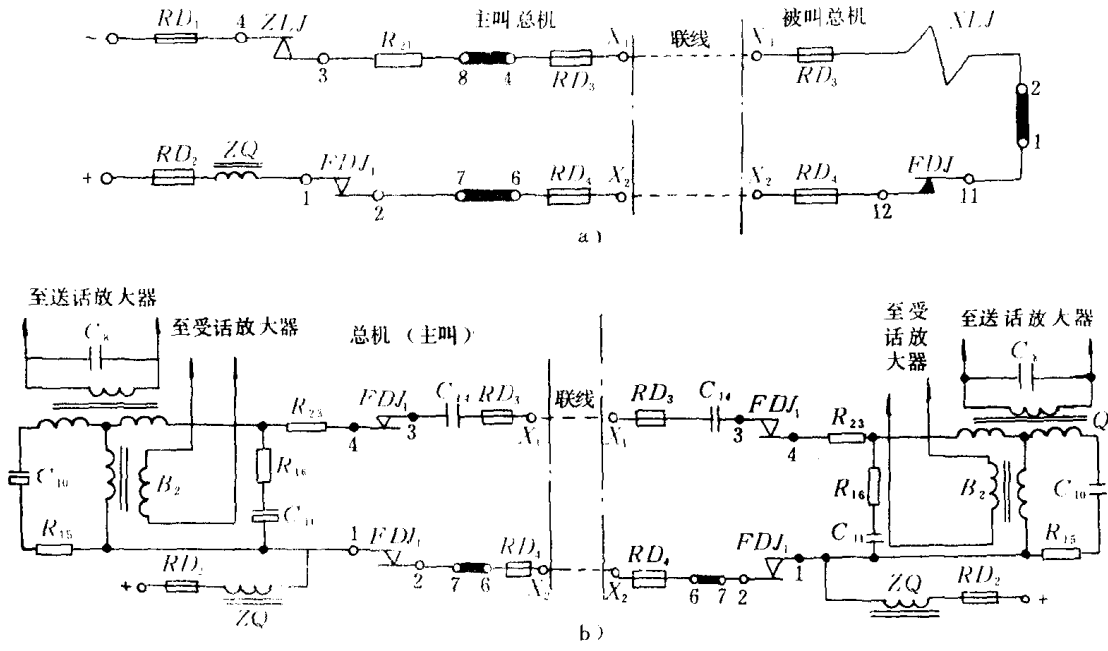 主叫总机 被叫总机
RD₁ 4 ZLJ R₂₁ X₁ 联线 X₁ XLJ
~ 3 8 4 RD₃ RD₃ 2
1
RD₂ ZQ FDJ₁ X₂ X₂ RD₄ FDJ
+ 1 2 7 6 RD₄ 12 11
a)
至送话放大器 至受话放大器 总机（主叫） 至受话放大器 至送话放大器
C₈ C₈
R₂₃ FDJ₁ C₁₄ RD₃ 联线 RD₃ C₁₄ FDJ₁ R₂₃ Q
4 3 X₁ X₁ 3 4
C₁₀ B₂ R₁₆ R₁₆ B₂ C₁₀
R₁₅ C₁₁ 1 FDJ₁ RD₄ RD₄ FDJ₁ 1 C₁₁ R₁₅
2 7 6 X₂ X₂ 6 7 2
+ ZQ ZQ RD₂ +
b)